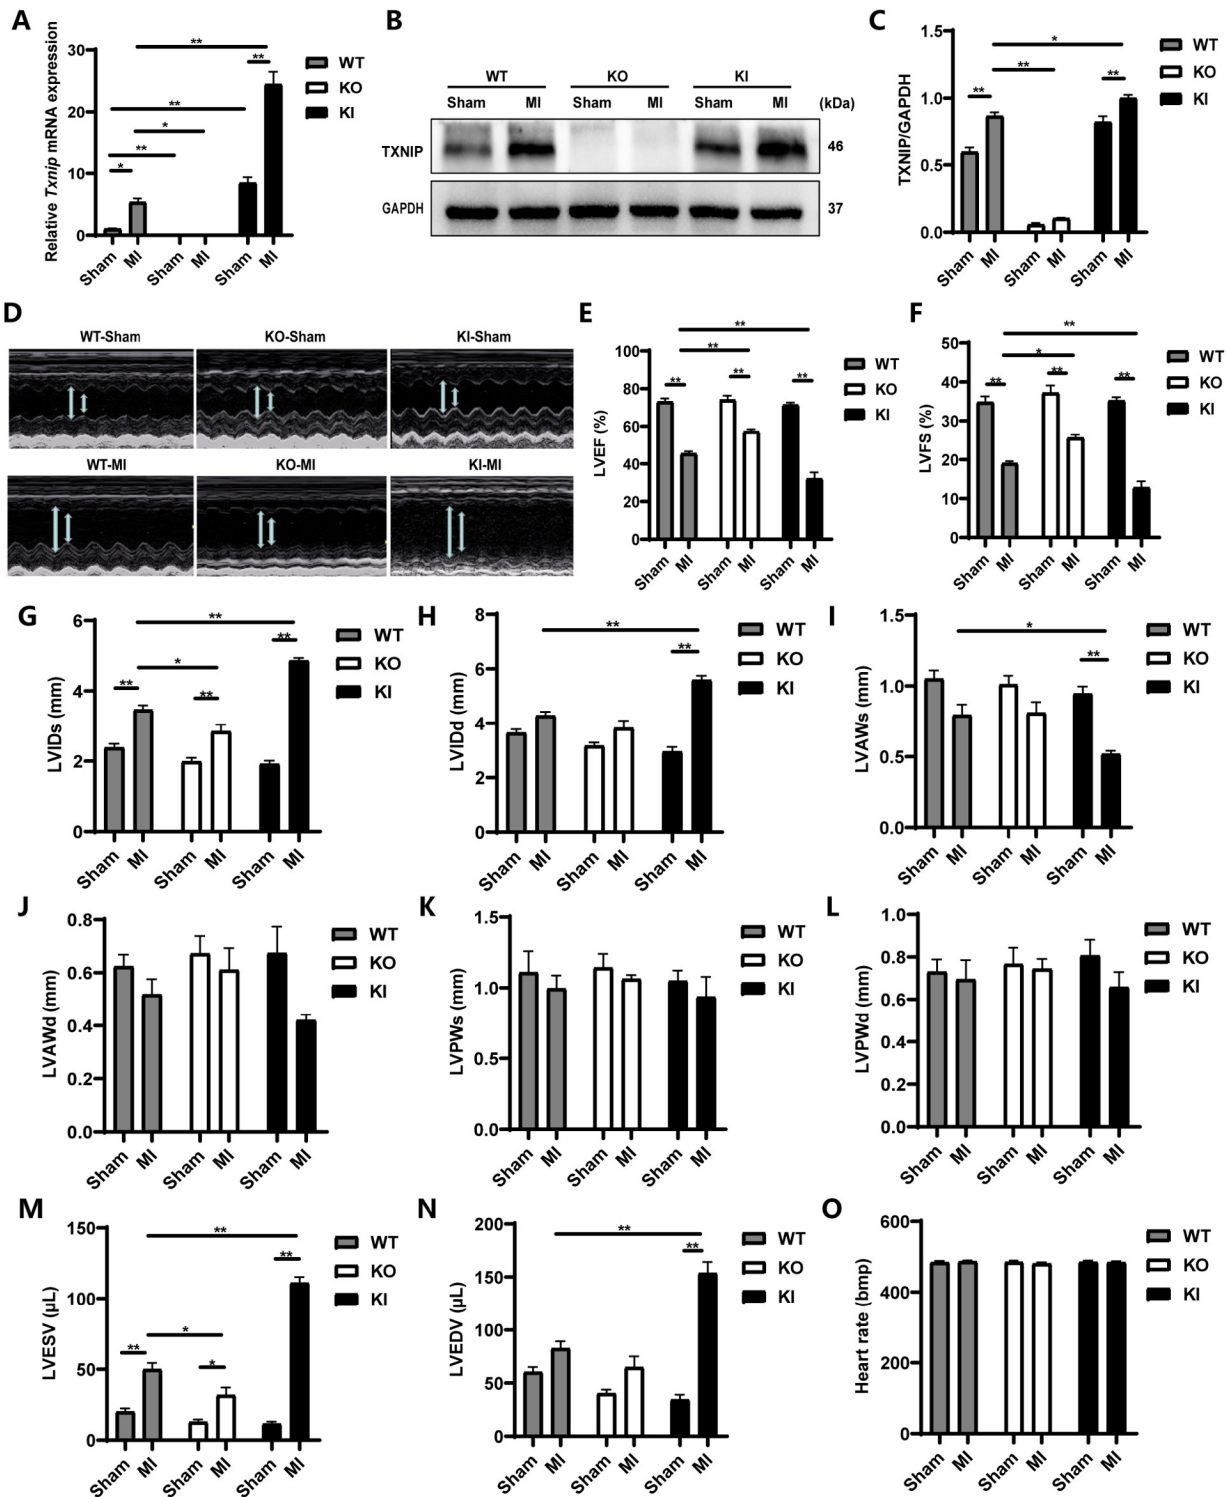 A
Relative Txnip mRNA expression
30
20
10
0
**
**
**
*
**
*
Sham
MI
Sham
MI
Sham
MI
WT
KO
KI
B
WT
KO
KI
Sham
MI
Sham
MI
Sham
MI
(kDa)
TXNIP
46
GAPDH
37
C
TXNIP/GAPDH
1.5
1.0
0.5
0.0
*
**
**
**
Sham
MI
Sham
MI
Sham
MI
WT
KO
KI
D
WT-Sham
KO-Sham
KI-Sham
WT-MI
KO-MI
KI-MI
E
LVEF (%)
100
80
60
40
20
0
**
**
**
**
**
Sham
MI
Sham
MI
Sham
MI
WT
KO
KI
F
LVFS (%)
50
40
30
20
10
0
**
*
**
**
**
Sham
MI
Sham
MI
Sham
MI
WT
KO
KI
G
LVIDs (mm)
6
4
2
0
**
**
*
**
**
Sham
MI
Sham
MI
Sham
MI
WT
KO
KI
H
LVIDd (mm)
8
6
4
2
0
**
**
Sham
MI
Sham
MI
Sham
MI
WT
KO
KI
I
LVAWs (mm)
1.5
1.0
0.5
0.0
*
**
Sham
MI
Sham
MI
Sham
MI
WT
KO
KI
J
LVAWd (mm)
0.8
0.6
0.4
0.2
0.0
Sham
MI
Sham
MI
Sham
MI
WT
KO
KI
K
LVPWs (mm)
1.5
1.0
0.5
0.0
Sham
MI
Sham
MI
Sham
MI
WT
KO
KI
L
LVPWd (mm)
1.0
0.8
0.6
0.4
0.2
0.0
Sham
MI
Sham
MI
Sham
MI
WT
KO
KI
M
LVESV (μL)
150
100
50
0
**
**
*
**
*
Sham
MI
Sham
MI
Sham
MI
WT
KO
KI
N
LVEDV (μL)
200
150
100
50
0
**
**
Sham
MI
Sham
MI
Sham
MI
WT
KO
KI
O
Heart rate (bmp)
600
400
200
0
Sham
MI
Sham
MI
Sham
MI
WT
KO
KI